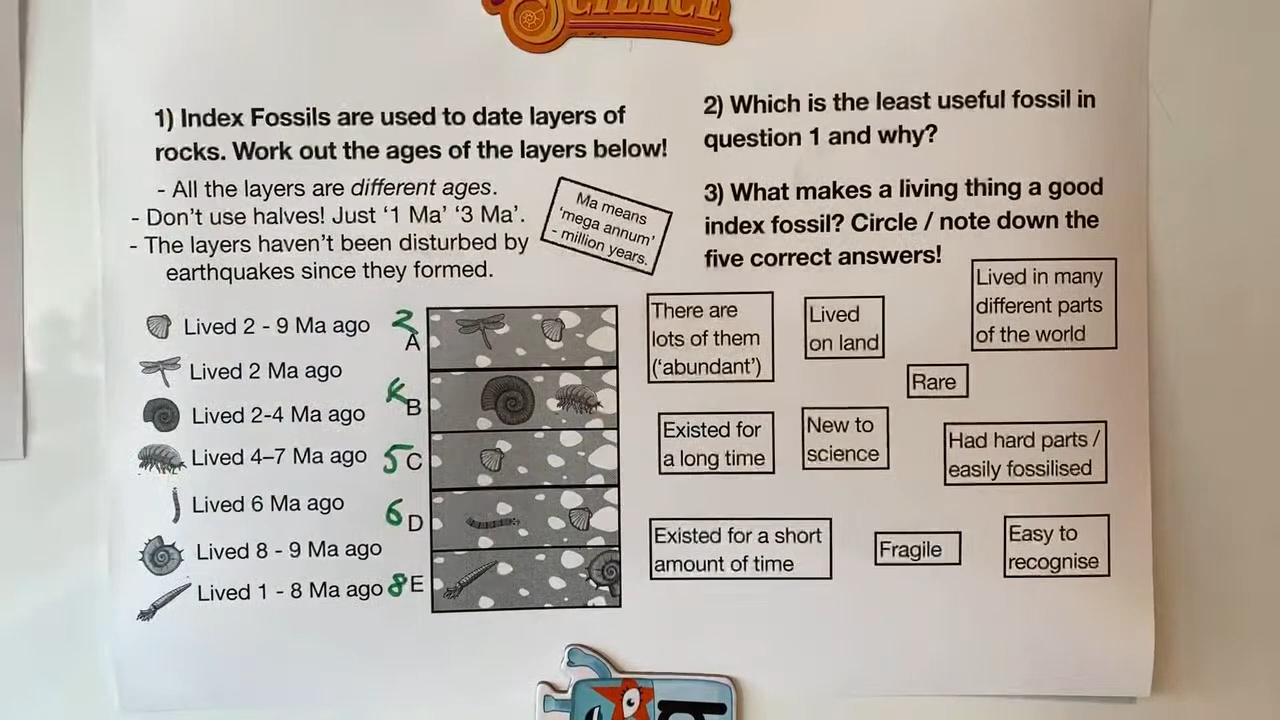 SCIENCE
1) Index Fossils are used to date layers of
rocks. Work out the ages of the layers below!
- All the layers are different ages.
- Don't use halves! Just '1 Ma' '3 Ma'.
- The layers haven't been disturbed by
earthquakes since they formed.
Ma means
'mega annum'
- million years.
Lived 2 - 9 Ma ago
Lived 2 Ma ago
Lived 2-4 Ma ago
Lived 4–7 Ma ago
Lived 6 Ma ago
Lived 8 - 9 Ma ago
Lived 1 - 8 Ma ago
2
A
B
5 C
6 D
8 E
2) Which is the least useful fossil in
question 1 and why?
3) What makes a living thing a good
index fossil? Circle / note down the
five correct answers!
There are
lots of them
('abundant')
Lived
on land
Lived in many
different parts
of the world
Rare
Existed for
a long time
New to
science
Had hard parts /
easily fossilised
Existed for a short
amount of time
Fragile
Easy to
recognise